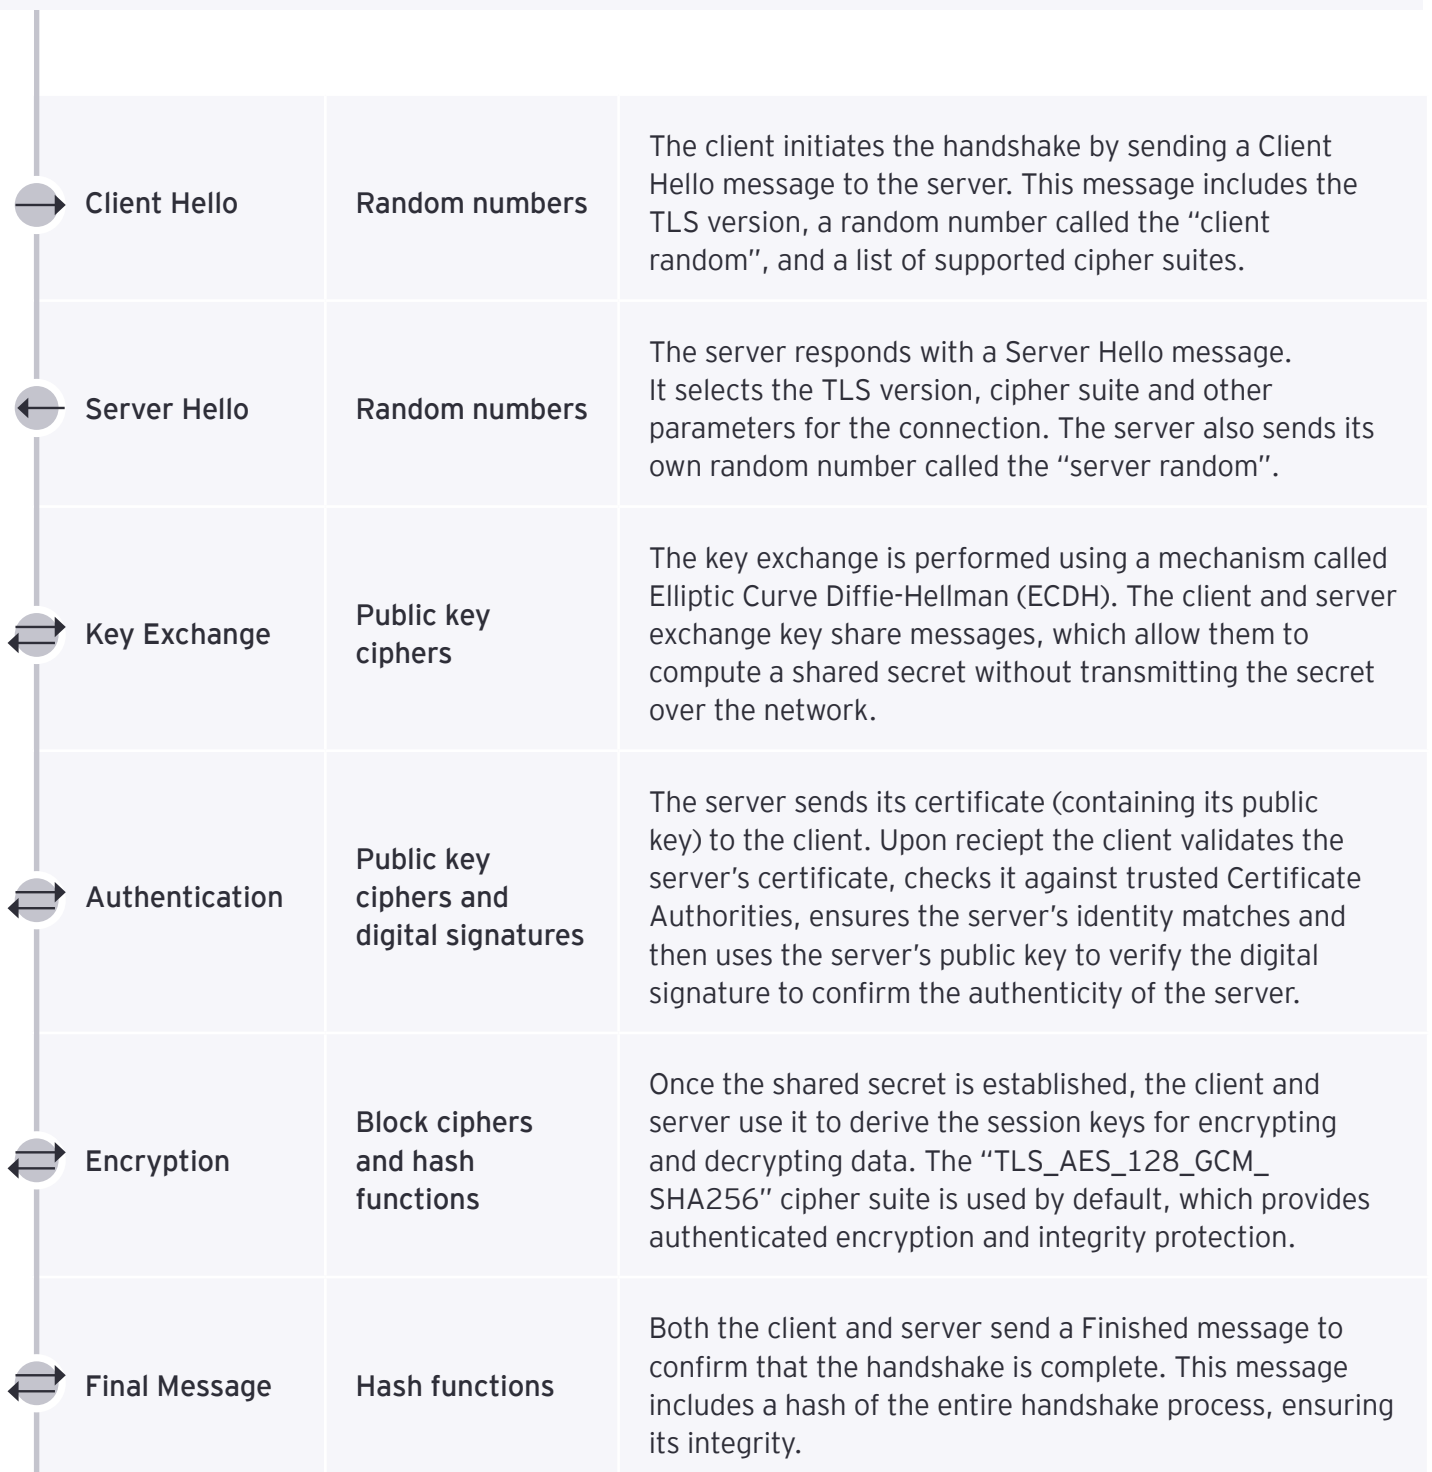 Client Hello
Random numbers
The client initiates the handshake by sending a Client
Hello message to the server. This message includes the
TLS version, a random number called the “client
random”, and a list of supported cipher suites.
Server Hello
Random numbers
The server responds with a Server Hello message.
It selects the TLS version, cipher suite and other
parameters for the connection. The server also sends its
own random number called the “server random”.
Key Exchange
Public key
ciphers
The key exchange is performed using a mechanism called
Elliptic Curve Diffie-Hellman (ECDH). The client and server
exchange key share messages, which allow them to
compute a shared secret without transmitting the secret
over the network.
Authentication
Public key
ciphers and
digital signatures
The server sends its certificate (containing its public
key) to the client. Upon reciept the client validates the
server’s certificate, checks it against trusted Certificate
Authorities, ensures the server’s identity matches and
then uses the server’s public key to verify the digital
signature to confirm the authenticity of the server.
Encryption
Block ciphers
and hash
functions
Once the shared secret is established, the client and
server use it to derive the session keys for encrypting
and decrypting data. The “TLS_AES_128_GCM_
SHA256” cipher suite is used by default, which provides
authenticated encryption and integrity protection.
Final Message
Hash functions
Both the client and server send a Finished message to
confirm that the handshake is complete. This message
includes a hash of the entire handshake process, ensuring
its integrity.